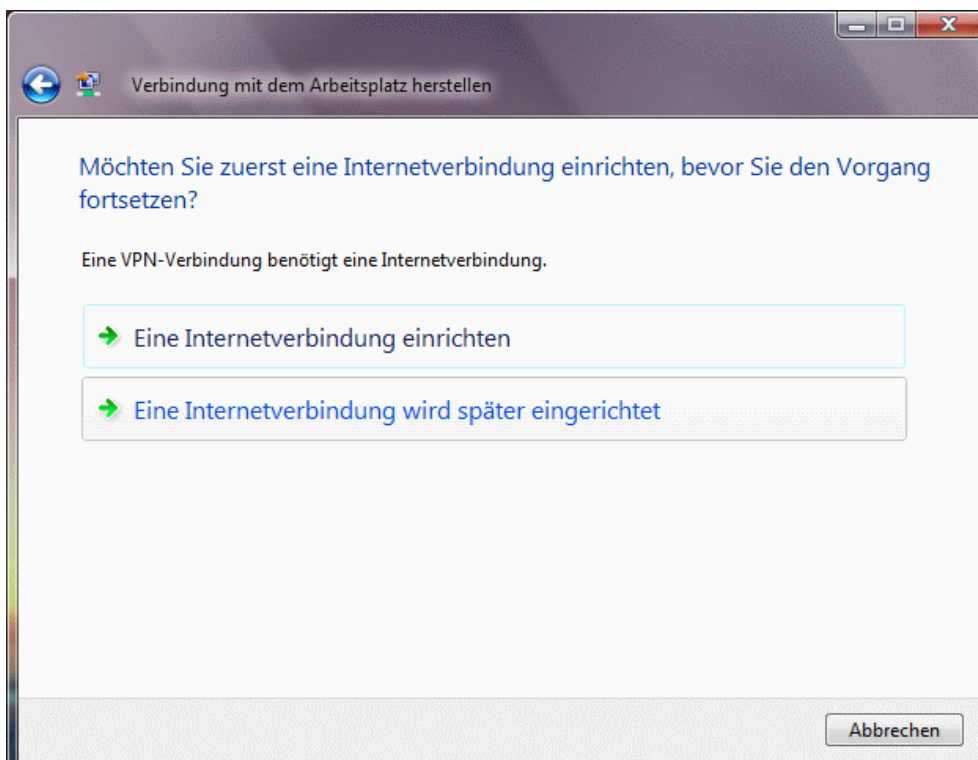 Verbindung mit dem Arbeitsplatz herstellen
Möchten Sie zuerst eine Internetverbindung einrichten, bevor Sie den Vorgang
fortsetzen?
Eine VPN-Verbindung benötigt eine Internetverbindung.
Eine Internetverbindung einrichten
Eine Internetverbindung wird später eingerichtet
Abbrechen